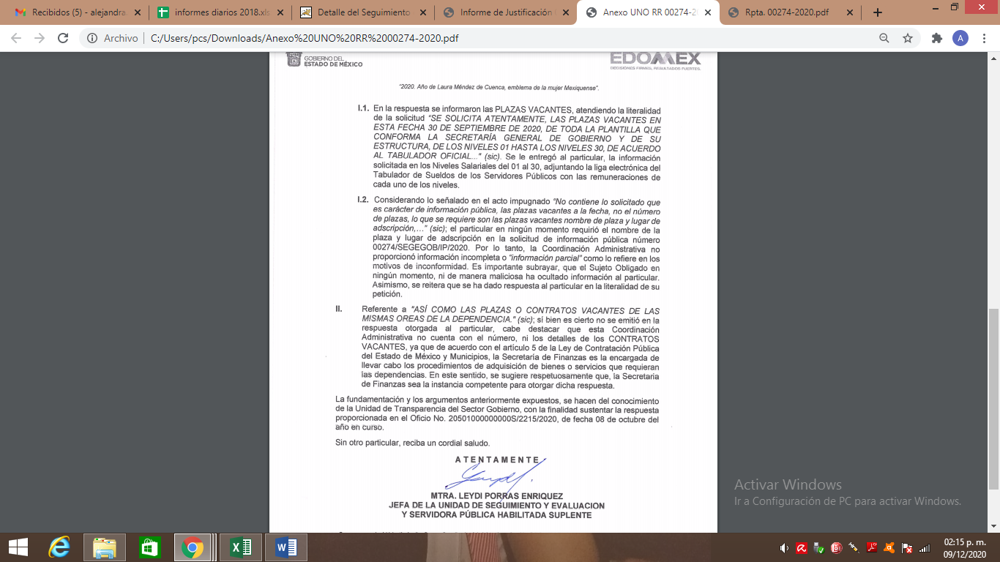 Recibidos (5) - alejandra
informes diarios 2018.xls
Detalle del Seguimiento
Informe de Justificación
Anexo UNO RR 00274-2
Rpta. 00274-2020.pdf
Archivo
C:/Users/pcs/Downloads/Anexo%20UNO%20RR%2000274-2020.pdf
A
GOBIERNO DEL
ESTADO DE MÉXICO
EDOMEX
DECISIONES FIRMES, RESULTADOS FUERTES.
"2020. Año de Laura Méndez de Cuenca, emblema de la mujer Mexiquense".
I.1. En la respuesta se informaron las PLAZAS VACANTES, atendiendo la literalidad
de la solicitud "SE SOLICITA ATENTAMENTE, LAS PLAZAS VACANTES EN
ESTA FECHA 30 DE SEPTIEMBRE DE 2020, DE TODA LA PLANTILLA QUE
CONFORMA LA SECRETARÍA GENERAL DE GOBIERNO Y DE SU
ESTRUCTURA, DE LOS NIVELES 01 HASTA LOS NIVELES 30, DE ACUERDO
AL TABULADOR OFICIAL..." (sic). Se le entregó al particular, la información
solicitada en los Niveles Salariales del 01 al 30, adjuntando la liga electrónica del
Tabulador de Sueldos de los Servidores Públicos con las remuneraciones de
cada uno de los niveles.
I.2. Considerando lo señalado en el acto impugnado "No contiene lo solicitado que
es carácter de información pública, las plazas vacantes a la fecha, no el número
de plazas, lo que se requiere son las plazas vacantes nombre de plaza y lugar de
adscripción,..." (sic); el particular en ningún momento requirió el nombre de la
plaza y lugar de adscripción en la solicitud de información pública número
00274/SEGEGOB/IP/2020. Por lo tanto, la Coordinación Administrativa no
proporcionó información incompleta o "información parcial" como lo refiere en los
motivos de inconformidad. Es importante subrayar, que el Sujeto Obligado en
ningún momento, ni de manera maliciosa ha ocultado información al particular.
Asimismo, se reitera que se ha dado respuesta al particular en la literalidad de su
petición.
II. Referente a "ASÍ COMO LAS PLAZAS O CONTRATOS VACANTES DE LAS
MISMAS OREAS DE LA DEPENDENCIA." (sic); sí bien es cierto no se emitió en la
respuesta otorgada al particular, cabe destacar que esta Coordinación
Administrativa no cuenta con el número, ni los detalles de los CONTRATOS
VACANTES, ya que de acuerdo con el artículo 5 de la Ley de Contratación Pública
del Estado de México y Municipios, la Secretaría de Finanzas es la encargada de
llevar cabo los procedimientos de adquisición de bienes o servicios que requieran
las dependencias. En este sentido, se sugiere respetuosamente que, la Secretaria
de Finanzas sea la instancia competente para otorgar dicha respuesta.
La fundamentación y los argumentos anteriormente expuestos, se hacen del conocimiento
de la Unidad de Transparencia del Sector Gobierno, con la finalidad sustentar la respuesta
proporcionada en el Oficio No. 20501000000000S/2215/2020, de fecha 08 de octubre del
año en curso.
Sin otro particular, reciba un cordial saludo.
ATENTAMENTE
MTRA. LEYDI PORRAS ENRIQUEZ
JEFA DE LA UNIDAD DE SEGUIMIENTO Y EVALUACION
Y SERVIDORA PÚBLICA HABILITADA SUPLENTE
Activar Windows
Ir a Configuración de PC para activar Windows.
02:15 p. m.
09/12/2020